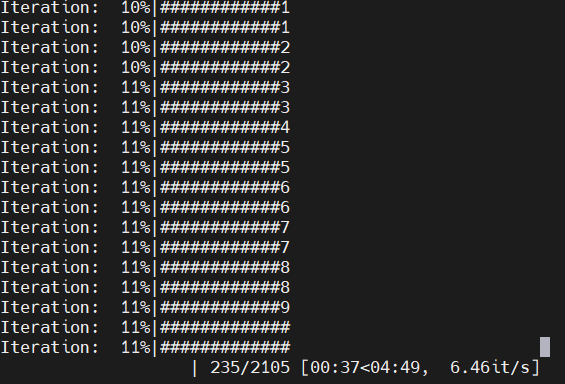 Iteration:  10%|############1
Iteration:  10%|############1
Iteration:  10%|############2
Iteration:  10%|############2
Iteration:  11%|############3
Iteration:  11%|############3
Iteration:  11%|############4
Iteration:  11%|############5
Iteration:  11%|############5
Iteration:  11%|############6
Iteration:  11%|############6
Iteration:  11%|############7
Iteration:  11%|############7
Iteration:  11%|############8
Iteration:  11%|############8
Iteration:  11%|############9
Iteration:  11%|#############
Iteration:  11%|#############
| 235/2105 [00:37<04:49,  6.46it/s]